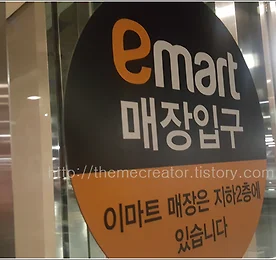 emart
매장입구
http://themecreator.listory.com
이마트 매장은 지하2층에
있습니다